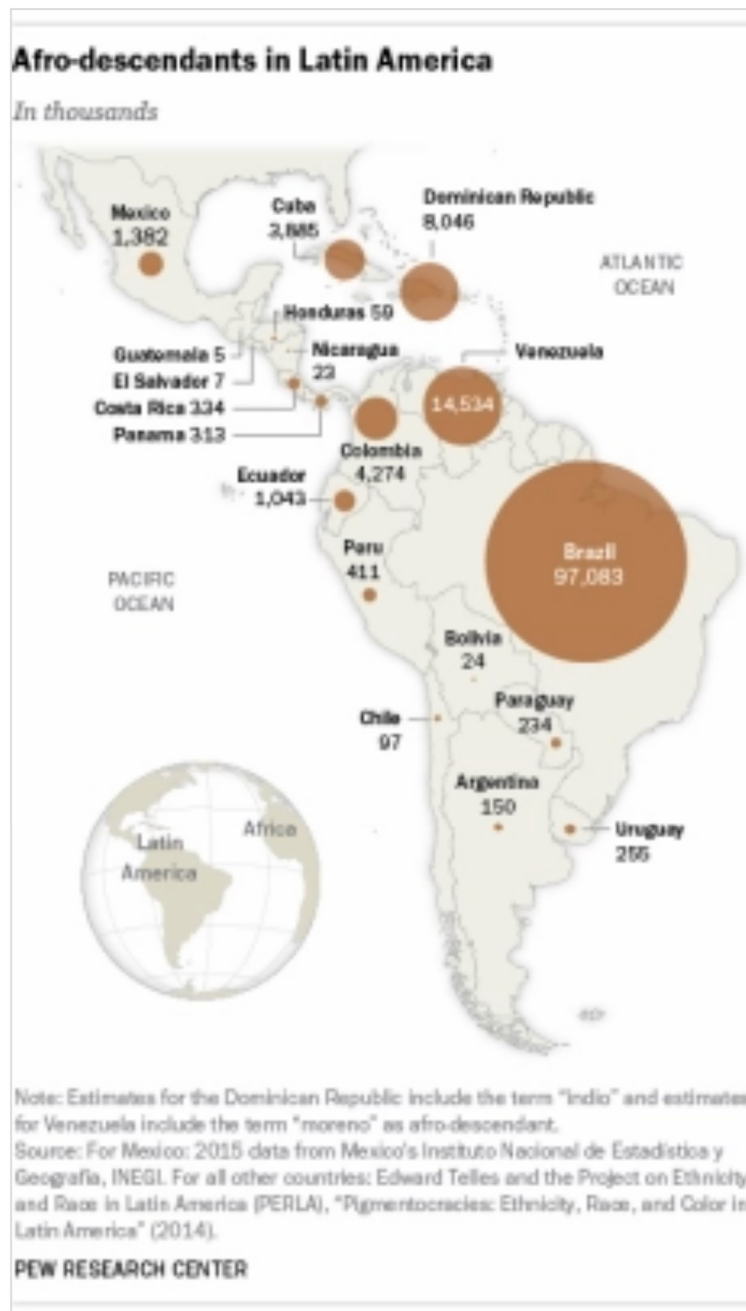 Afro-descendants in Latin America
In thousands
Mexico
1,382
Cuba
3,885
Dominican Republic
8,046
ATLANTIC
OCEAN
Honduras 59
Guatemala 5
Nicaragua
23
El Salvador 7
Costa Rica 334
Panama 313
Venezuela
14,534
Colombia
4,274
Ecuador
1,043
Brazil
97,083
Peru
411
PACIFIC
OCEAN
Bolivia
24
Paraguay
234
Chile
97
Argentina
150
Uruguay
255
Latin
America
Africa
Note: Estimates for the Dominican Republic include the term “indio” and estimates
for Venezuela include the term “moreno” as afro-descendant.
Source: For Mexico: 2015 data from Mexico’s Instituto Nacional de Estadística y
Geografía, INEGI. For all other countries: Edward Telles and the Project on Ethnicity
and Race in Latin America (PERLA), “Pigmentocracies: Ethnicity, Race, and Color in
Latin America” (2014).
PEW RESEARCH CENTER